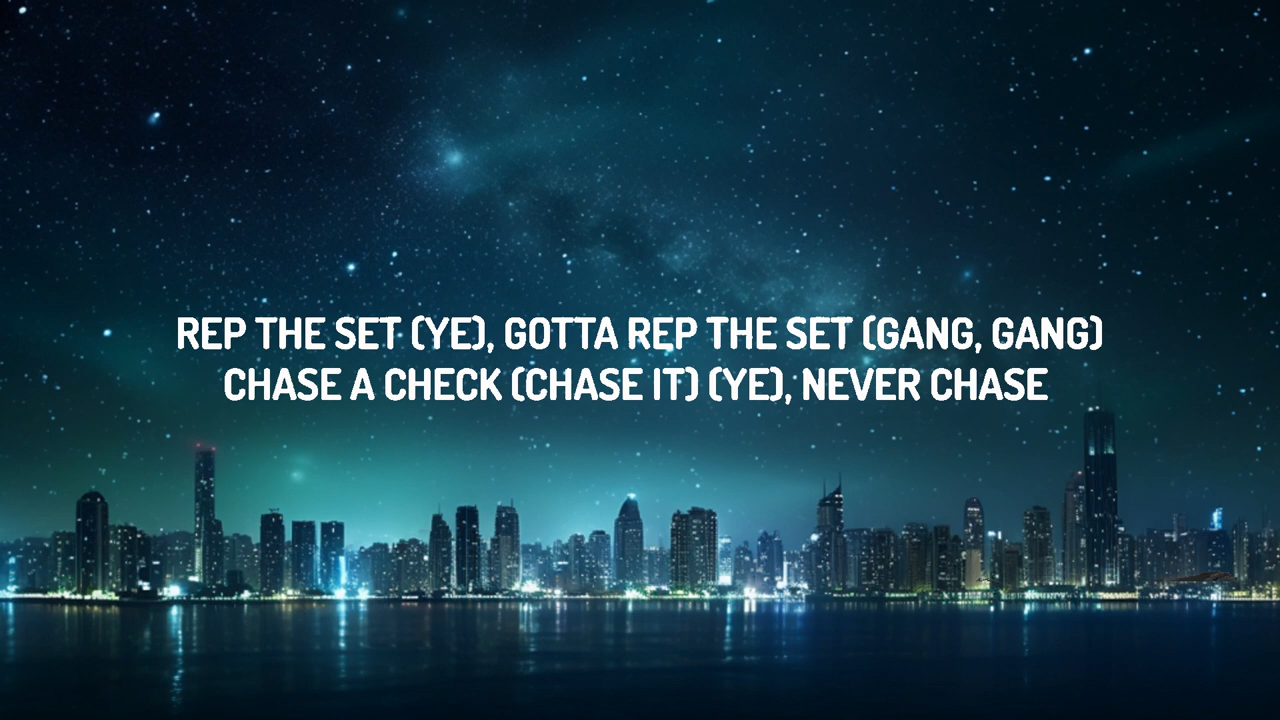 REP THE SET (YE), GOTTA REP THE SET (GANG, GANG)
CHASE A CHECK (CHASE IT) (YE), NEVER CHASE